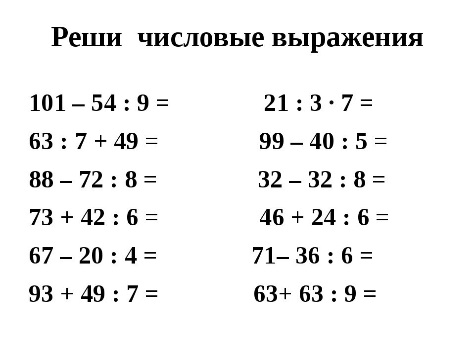 Реши числовые выражения
101 – 54 : 9 = 21 : 3 · 7 =
63 : 7 + 49 = 99 – 40 : 5 =
88 – 72 : 8 = 32 – 32 : 8 =
73 + 42 : 6 = 46 + 24 : 6 =
67 – 20 : 4 = 71– 36 : 6 =
93 + 49 : 7 = 63+ 63 : 9 =